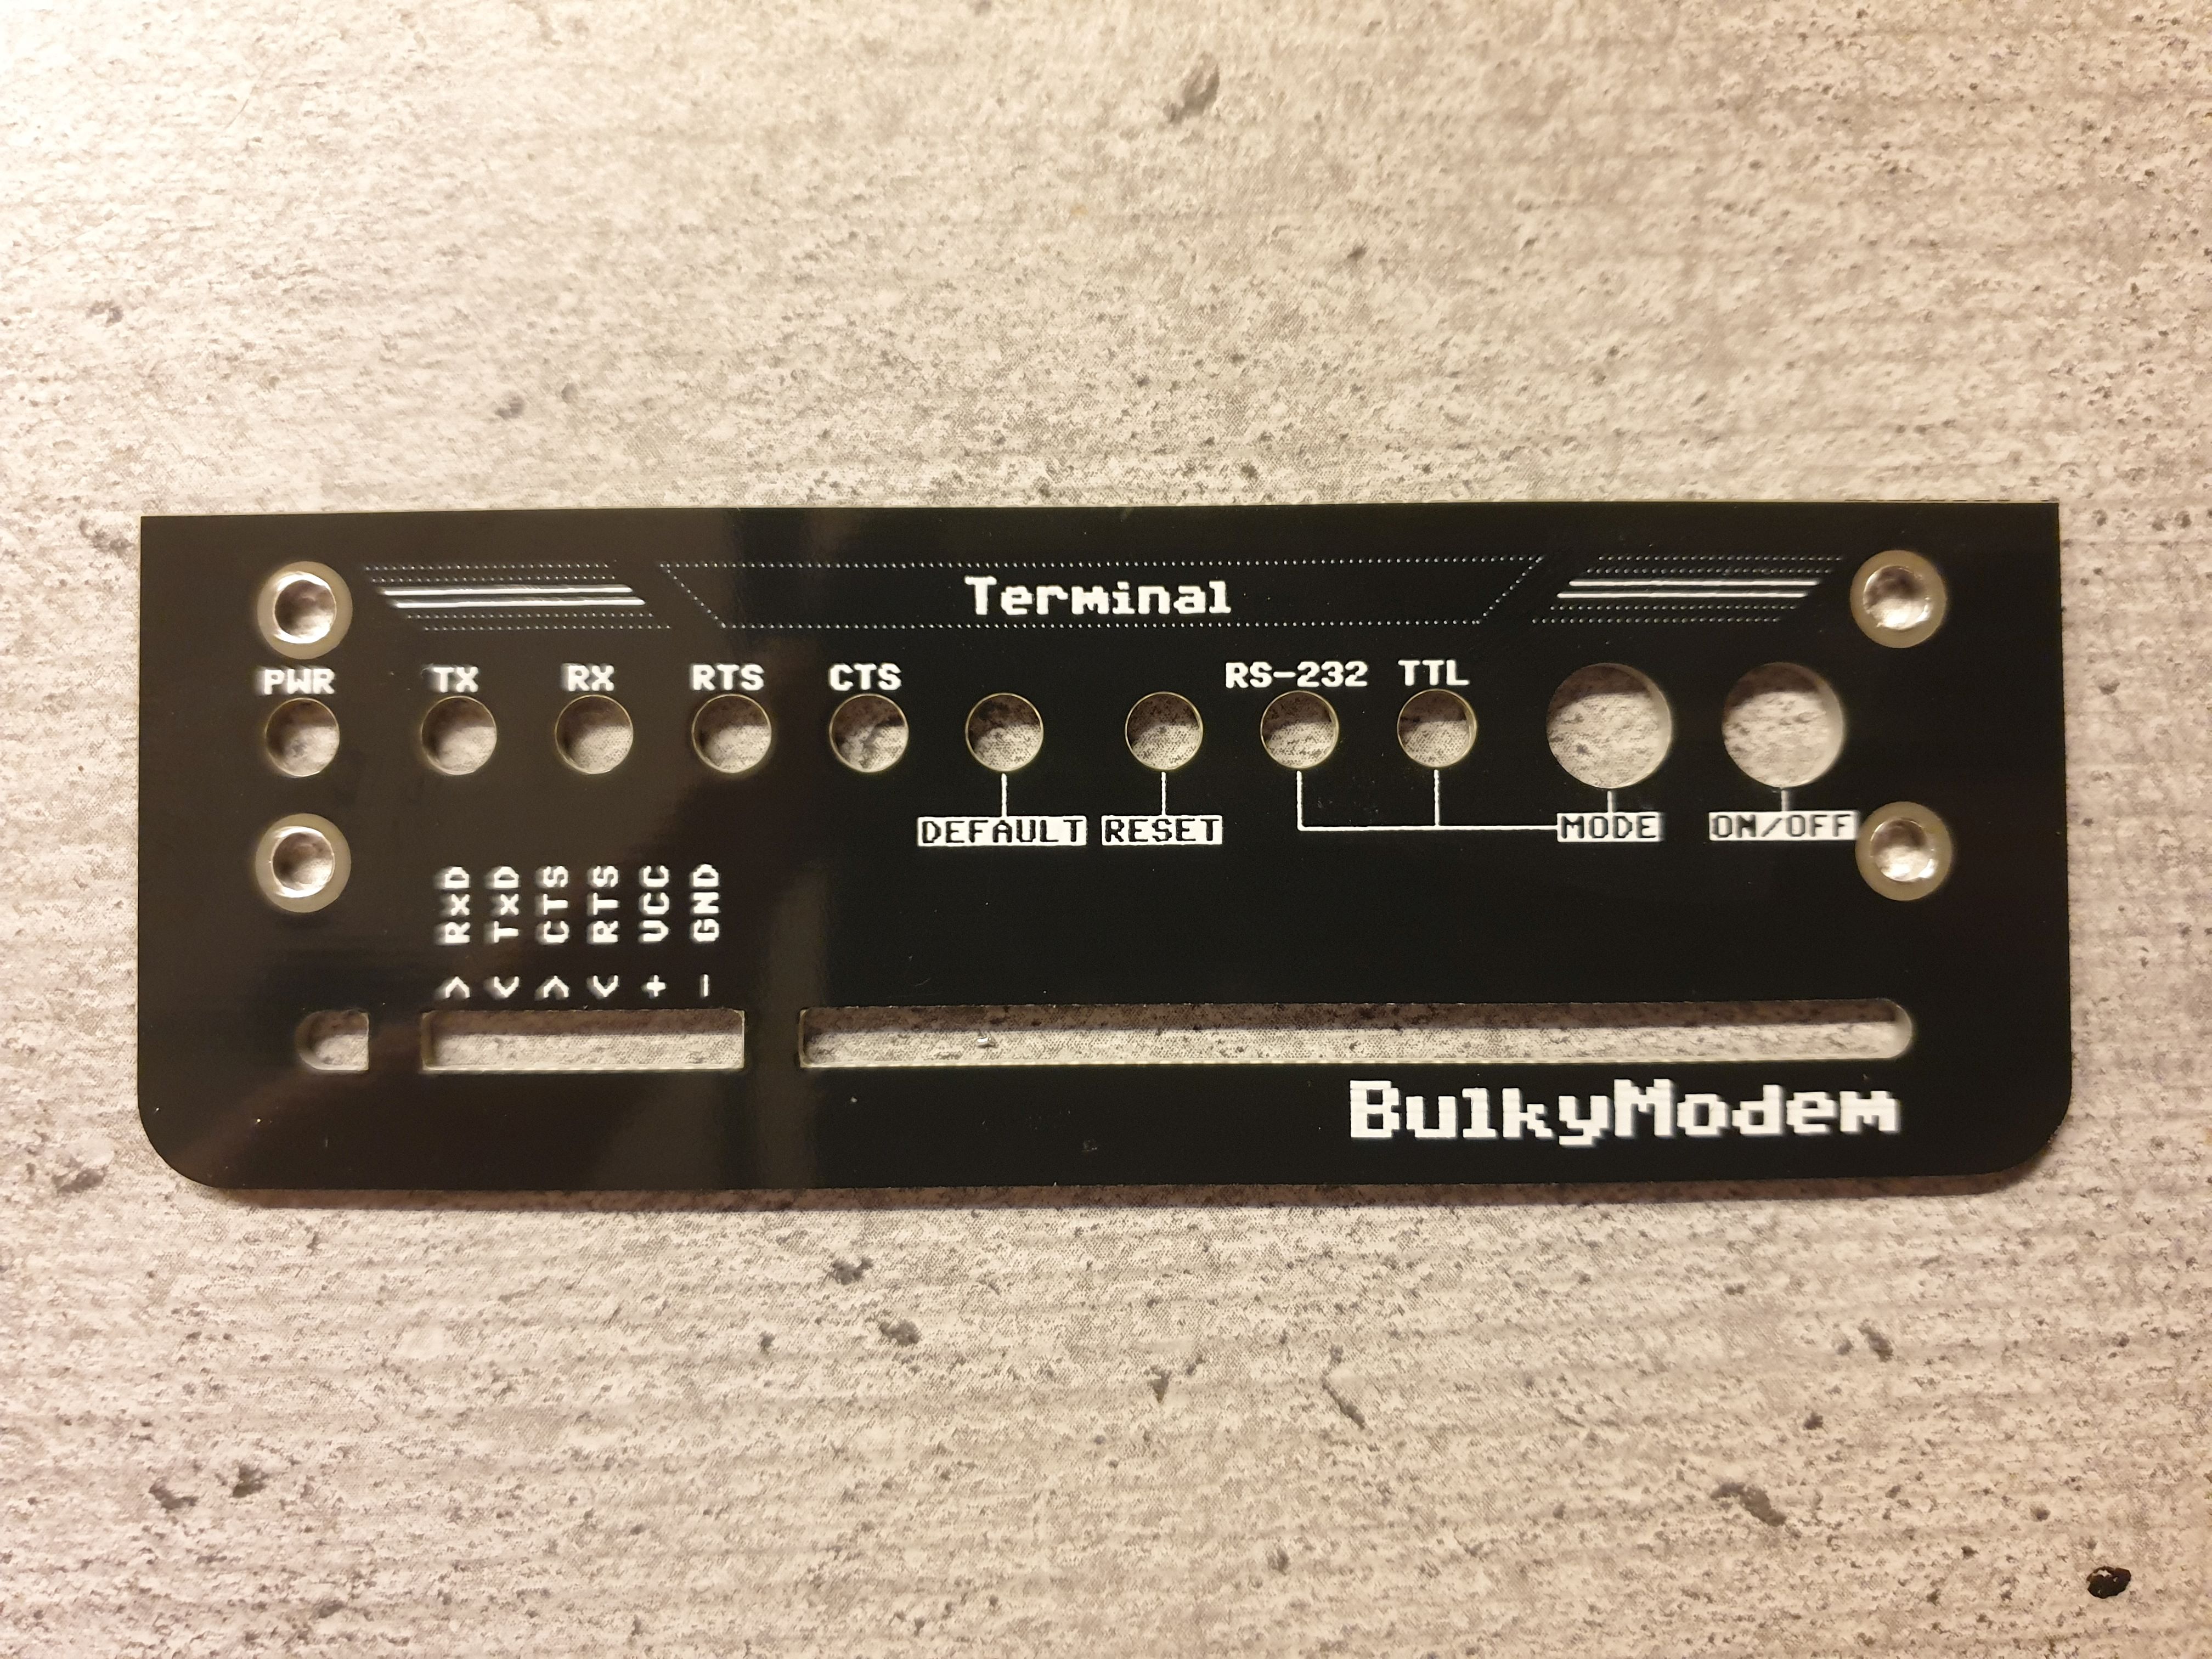 Terminal
PWR TX RX RTS CTS RS-232 TTL
DEFAULT RESET MODE ON/OFF
RxD
TxD
CTS
RTS
VCC
GND
< > < > + -
BulkyModem